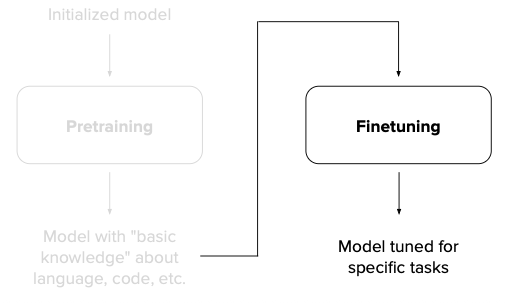 Initialized model
Pretraining
Model with "basic
knowledge" about
language, code, etc.
Finetuning
Model tuned for
specific tasks